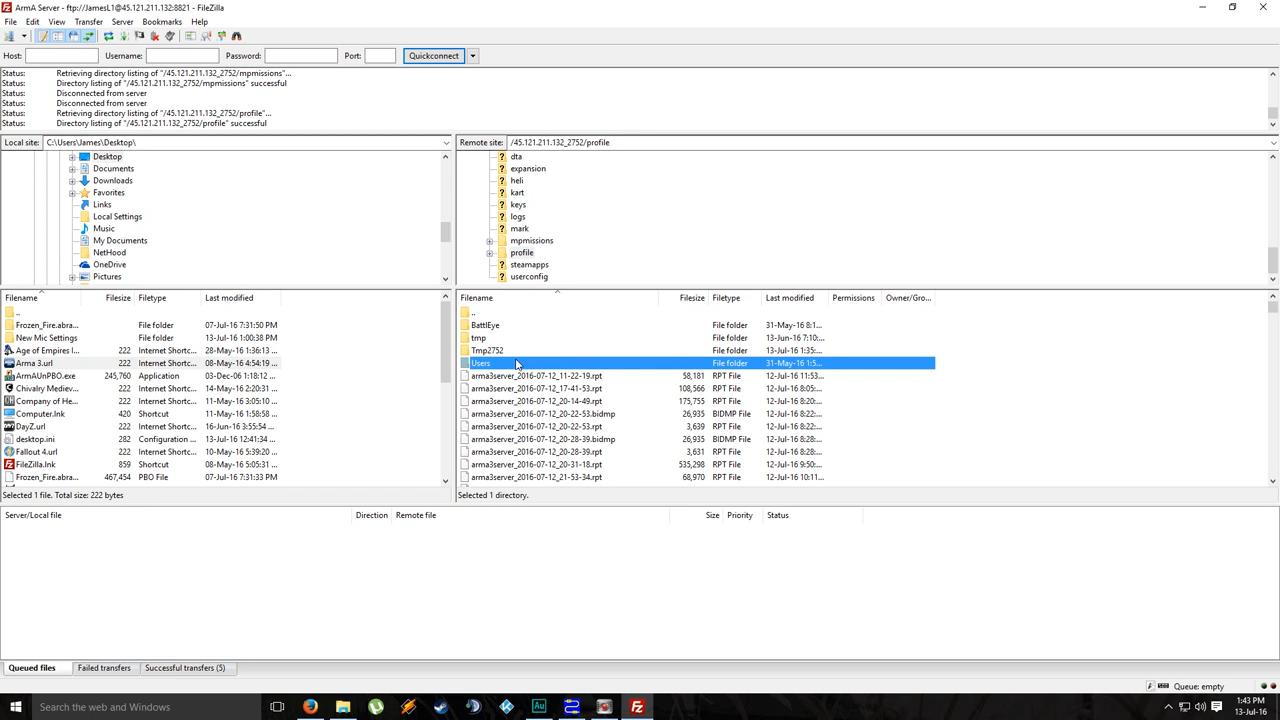 ArmA Server - ftp://JamesL1@45.121.211.132:8821 - FileZilla
File Edit View Transfer Server Bookmarks Help
Host: Username: Password: Port: Quickconnect
Status: Retrieving directory listing of "/45.121.211.132_2752/mpmissions"...
Status: Directory listing of "/45.121.211.132_2752/mpmissions" successful
Status: Disconnected from server
Status: Disconnected from server
Status: Retrieving directory listing of "/45.121.211.132_2752/profile"...
Status: Directory listing of "/45.121.211.132_2752/profile" successful
Local site: C:\Users\James\Desktop\
Desktop
Documents
Downloads
Favorites
Links
Local Settings
Music
My Documents
NetHood
OneDrive
Pictures
Remote site: /45.121.211.132_2752/profile
dta
expansion
heli
kart
keys
logs
mark
mpmissions
profile
steamapps
userconfig
Filename Filesize Filetype Last modified
..
Frozen_Fire.abra... File folder 07-Jul-16 7:31:50 PM
New Mic Settings File folder 13-Jul-16 1:00:38 PM
Age of Empires I... 222 Internet Shortc... 28-May-16 1:36:13 ...
Arma 3.url 222 Internet Shortc... 08-May-16 4:54:19 ...
ArmAUnPBO.exe 245,760 Application 03-Dec-06 1:18:12 ...
Chivalry Mediev... 222 Internet Shortc... 14-May-16 2:20:31 ...
Company of He... 222 Internet Shortc... 11-May-16 3:05:10 ...
Computer.lnk 420 Shortcut 11-May-16 1:58:58 ...
DayZ.url 222 Internet Shortc... 16-Jun-16 3:55:54 ...
desktop.ini 282 Configuration ... 13-Jul-16 12:41:34 ...
Fallout 4.url 222 Internet Shortc... 10-May-16 5:39:20 ...
FileZilla.lnk 859 Shortcut 08-May-16 5:05:31 ...
Frozen_Fire.abra... 467,454 PBO File 07-Jul-16 7:31:33 PM
Selected 1 file. Total size: 222 bytes
Filename Filesize Filetype Last modified Permissions Owner/Gro...
..
BattlEye File folder 31-May-16 8:1...
tmp File folder 13-Jun-16 7:10:...
Tmp2752 File folder 13-Jul-16 1:35:...
Users File folder 31-May-16 1:5...
arma3server_2016-07-12_11-22-19.rpt 58,181 RPT File 12-Jul-16 11:53...
arma3server_2016-07-12_17-41-53.rpt 108,566 RPT File 12-Jul-16 8:05:...
arma3server_2016-07-12_20-14-49.rpt 175,755 RPT File 12-Jul-16 8:20:...
arma3server_2016-07-12_20-22-53.bidmp 26,935 BIDMP File 12-Jul-16 8:22:...
arma3server_2016-07-12_20-22-53.rpt 3,639 RPT File 12-Jul-16 8:22:...
arma3server_2016-07-12_20-28-39.bidmp 26,935 BIDMP File 12-Jul-16 8:28:...
arma3server_2016-07-12_20-28-39.rpt 3,631 RPT File 12-Jul-16 8:28:...
arma3server_2016-07-12_20-31-18.rpt 535,298 RPT File 12-Jul-16 9:50:...
arma3server_2016-07-12_21-53-34.rpt 68,970 RPT File 12-Jul-16 10:11...
Selected 1 directory.
Server/Local file Direction Remote file Size Priority Status
Queued files Failed transfers Successful transfers (5)
Queue: empty
Search the web and Windows
Au
Fz
1:43 PM
13-Jul-16